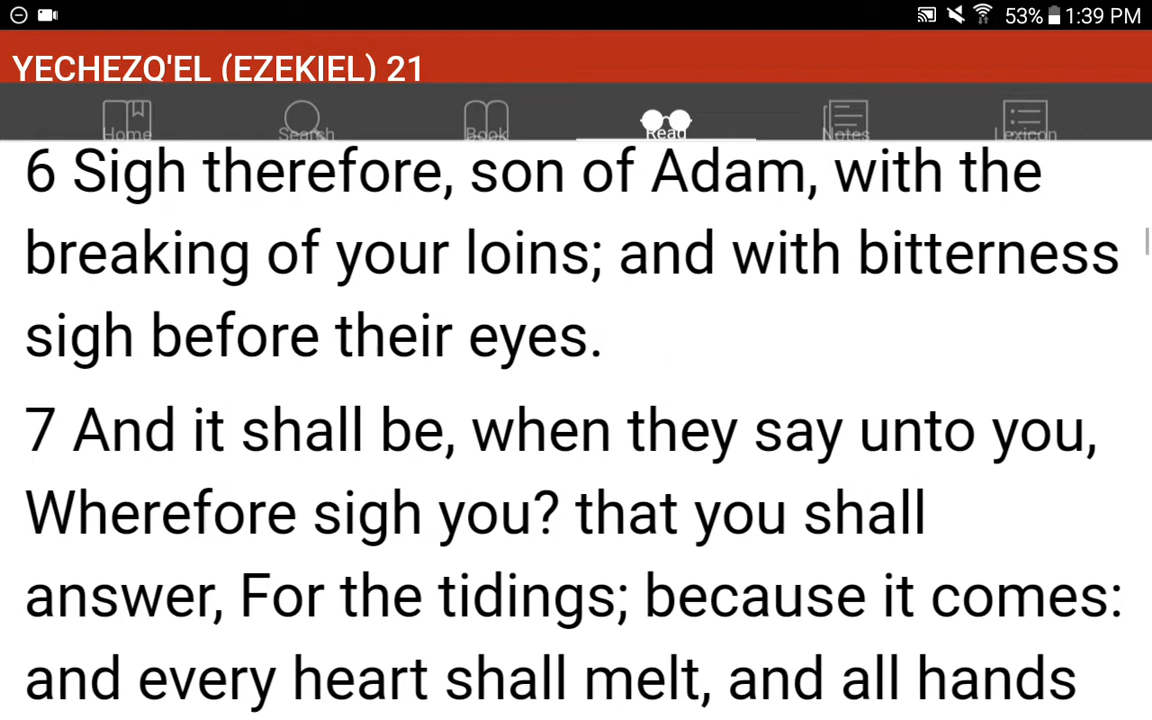 53% 1:39 PM
YECHEZQ'EL (EZEKIEL) 21
Home Search Book Read Notes Lexicon
6 Sigh therefore, son of Adam, with the
breaking of your loins; and with bitterness
sigh before their eyes.
7 And it shall be, when they say unto you,
Wherefore sigh you? that you shall
answer, For the tidings; because it comes:
and every heart shall melt, and all hands